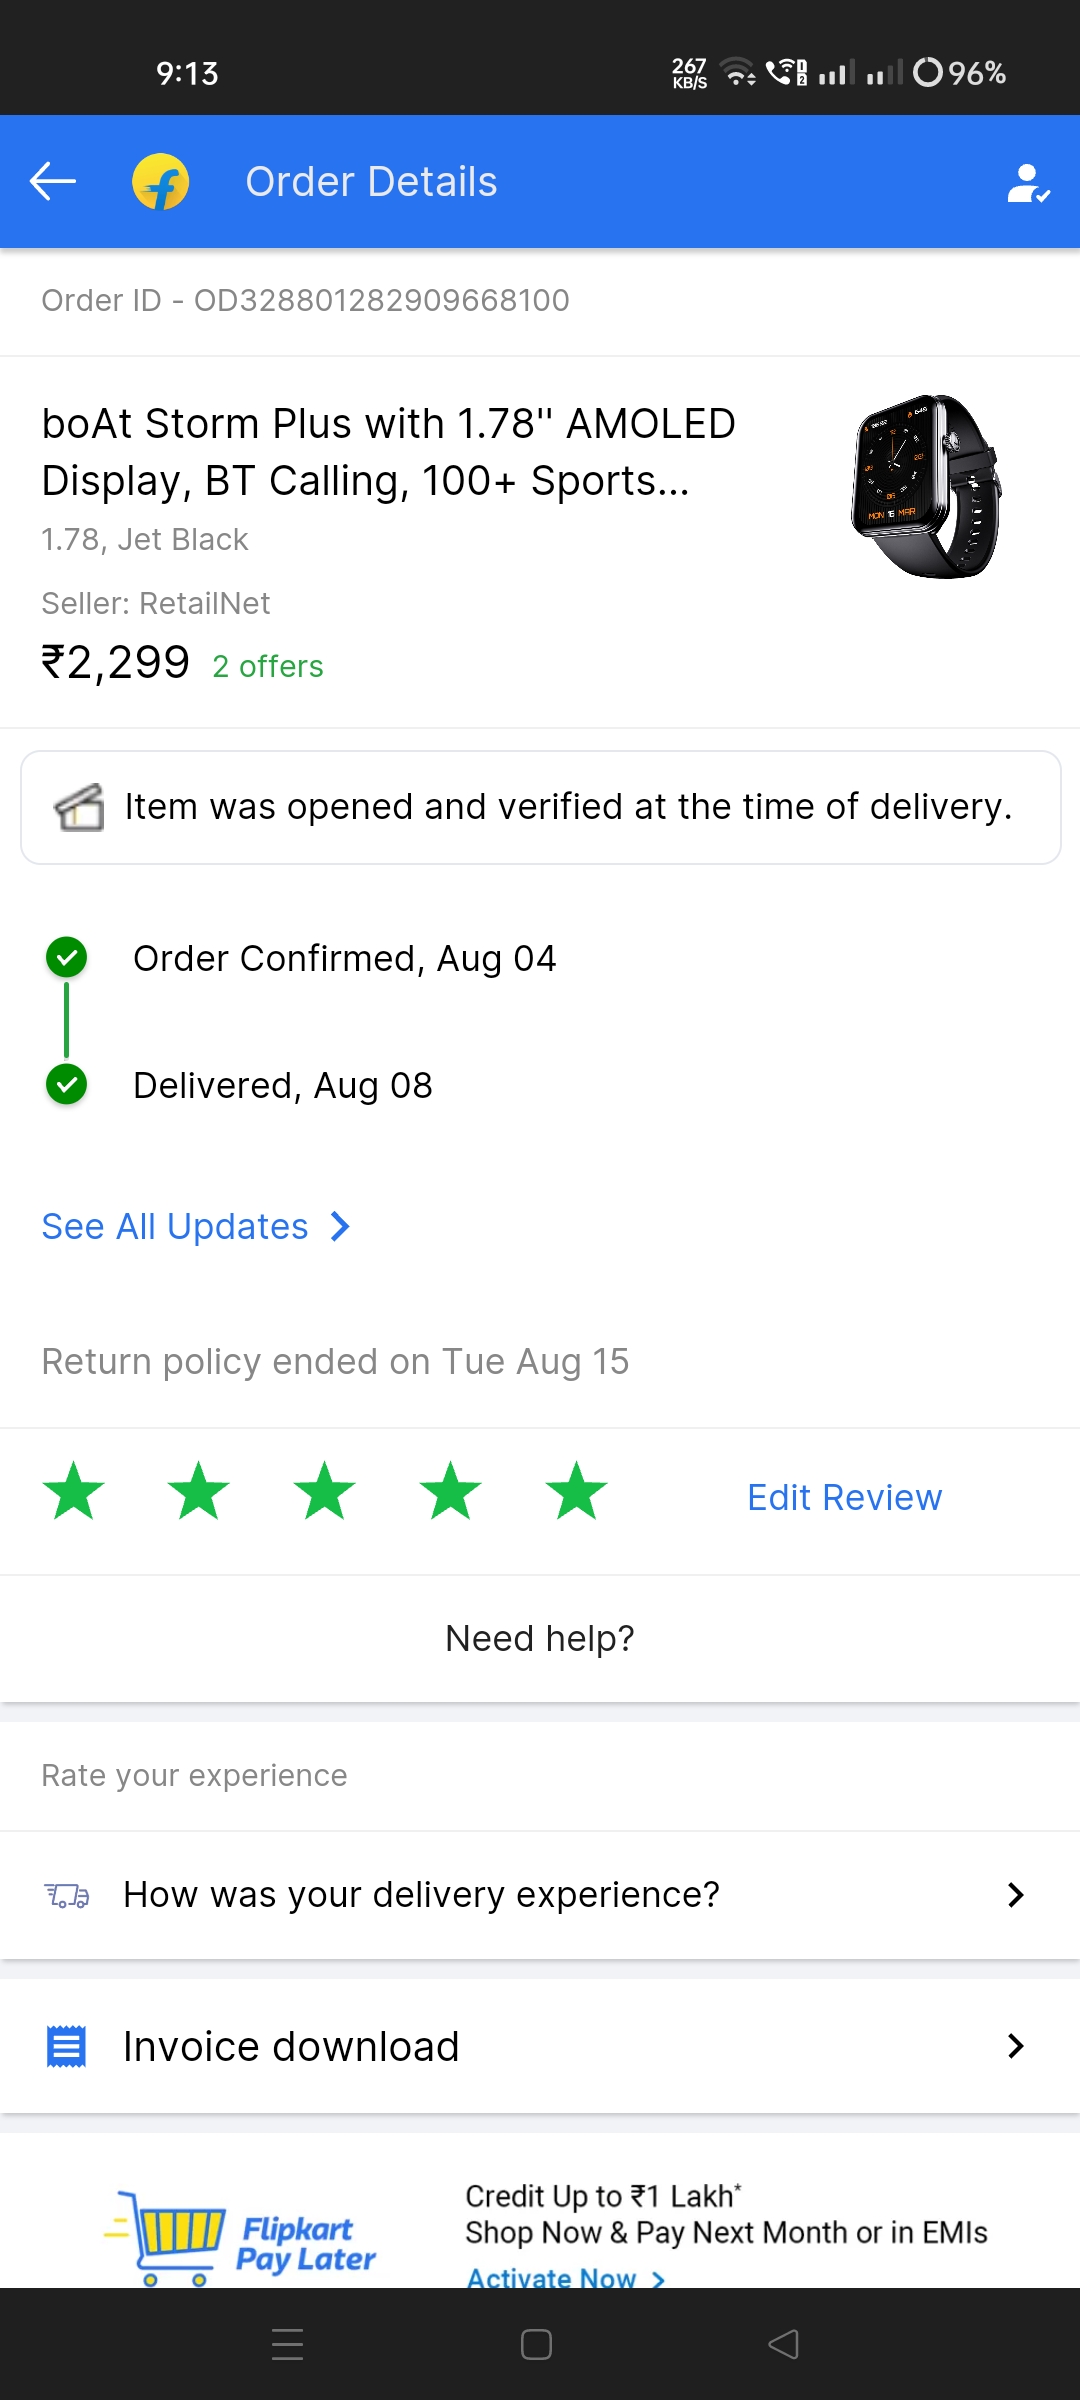 9:13
267
KB/S
96%
Order Details
Order ID - OD328801282909668100
boAt Storm Plus with 1.78" AMOLED
Display, BT Calling, 100+ Sports...
1.78, Jet Black
Seller: RetailNet
₹2,299 2 offers
Item was opened and verified at the time of delivery.
Order Confirmed, Aug 04
Delivered, Aug 08
See All Updates
Return policy ended on Tue Aug 15
Edit Review
Need help?
Rate your experience
How was your delivery experience?
Invoice download
Flipkart
Pay Later
Credit Up to ₹1 Lakh*
Shop Now & Pay Next Month or in EMIs
Activate Now